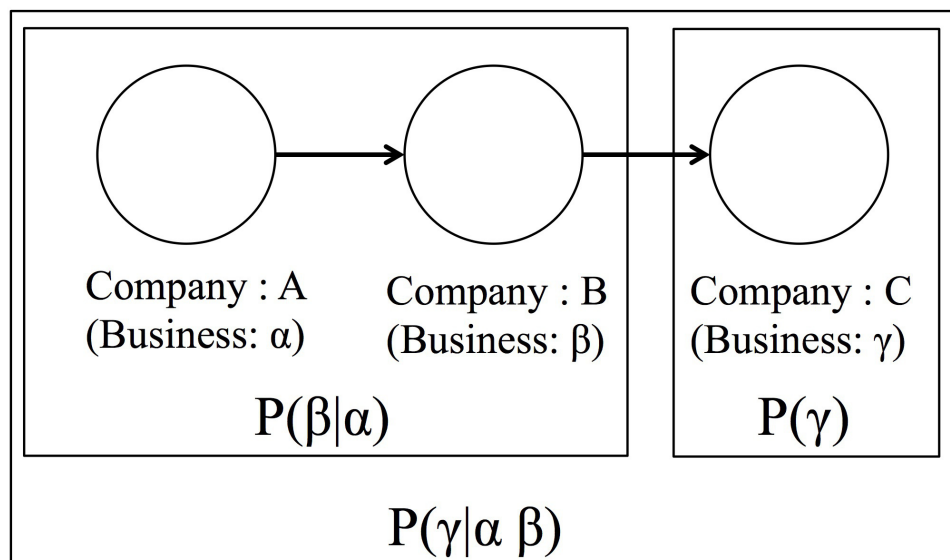 Company : A
(Business: α)
Company : B
(Business: β)
Company : C
(Business: γ)
P(β|α)
P(γ)
P(γ|α β)